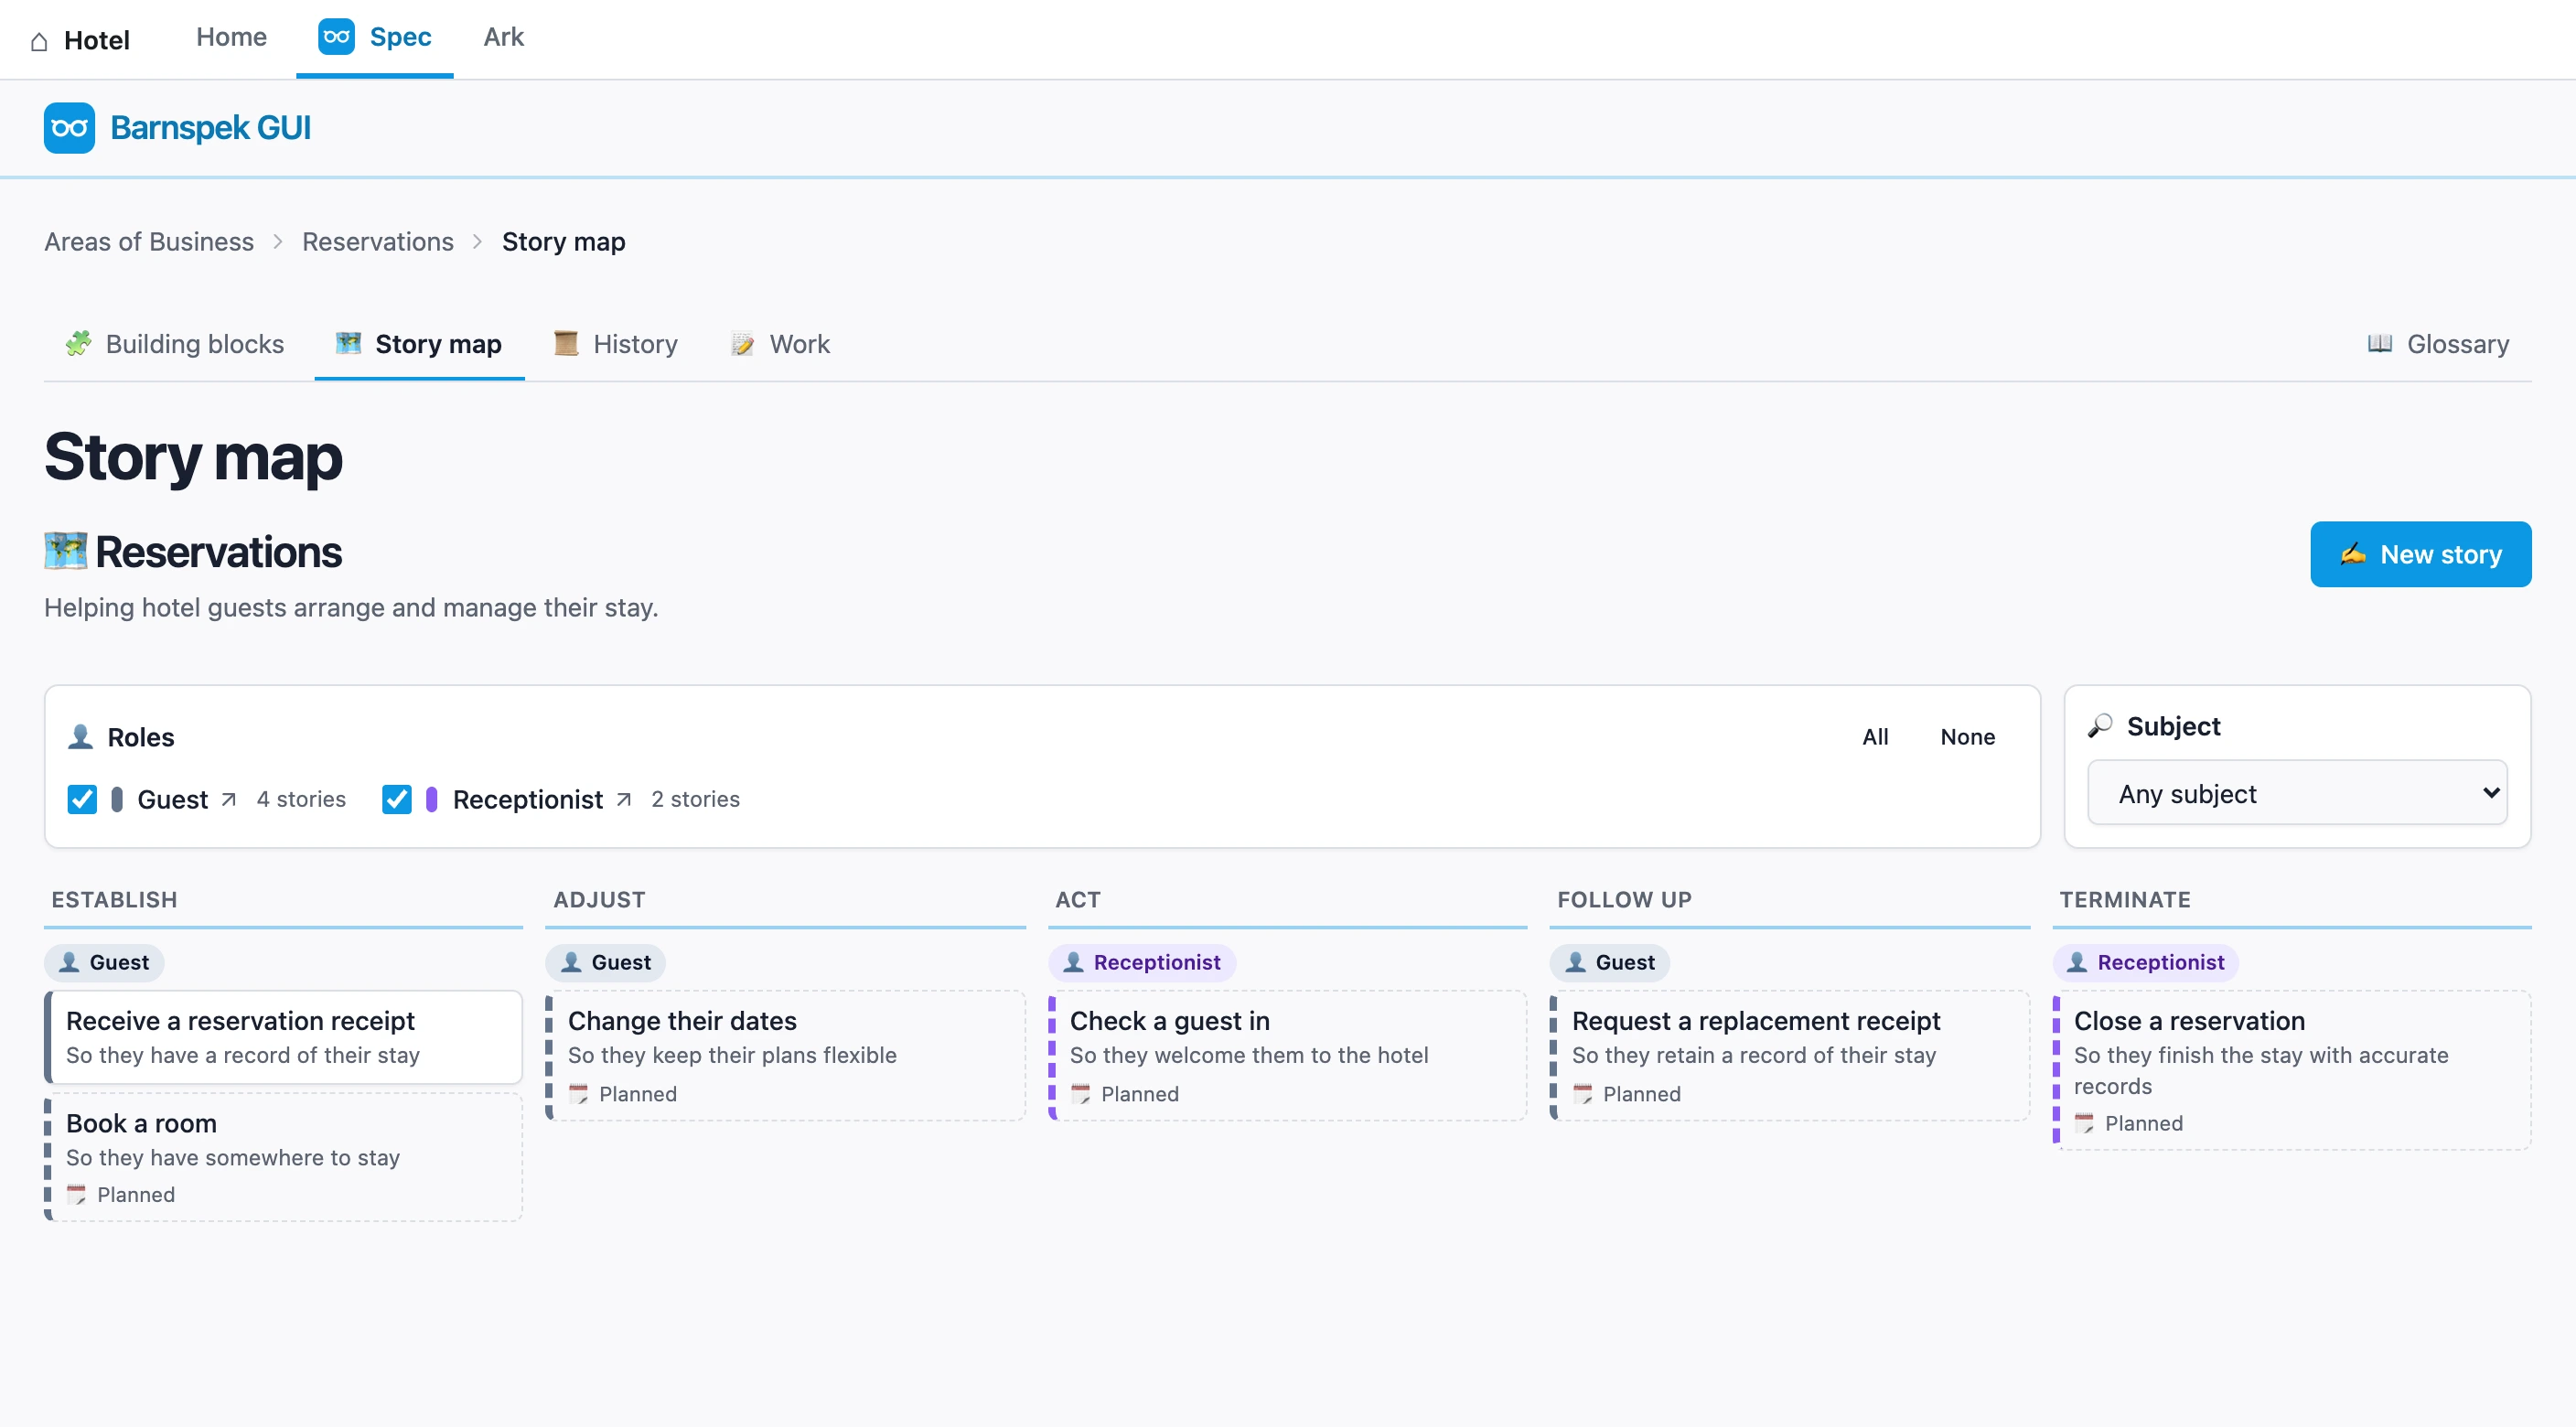 Hotel Home Spec Ark
Barnspek GUI
Areas of Business > Reservations > Story map
Building blocks Story map History Work Glossary
Story map
Reservations
New story
Helping hotel guests arrange and manage their stay.
Roles All None
Guest ↗ 4 stories Receptionist ↗ 2 stories
Subject
Any subject
ESTABLISH
Guest
Receive a reservation receipt
So they have a record of their stay
Book a room
So they have somewhere to stay
Planned
ADJUST
Guest
Change their dates
So they keep their plans flexible
Planned
ACT
Receptionist
Check a guest in
So they welcome them to the hotel
Planned
FOLLOW UP
Guest
Request a replacement receipt
So they retain a record of their stay
Planned
TERMINATE
Receptionist
Close a reservation
So they finish the stay with accurate
records
Planned